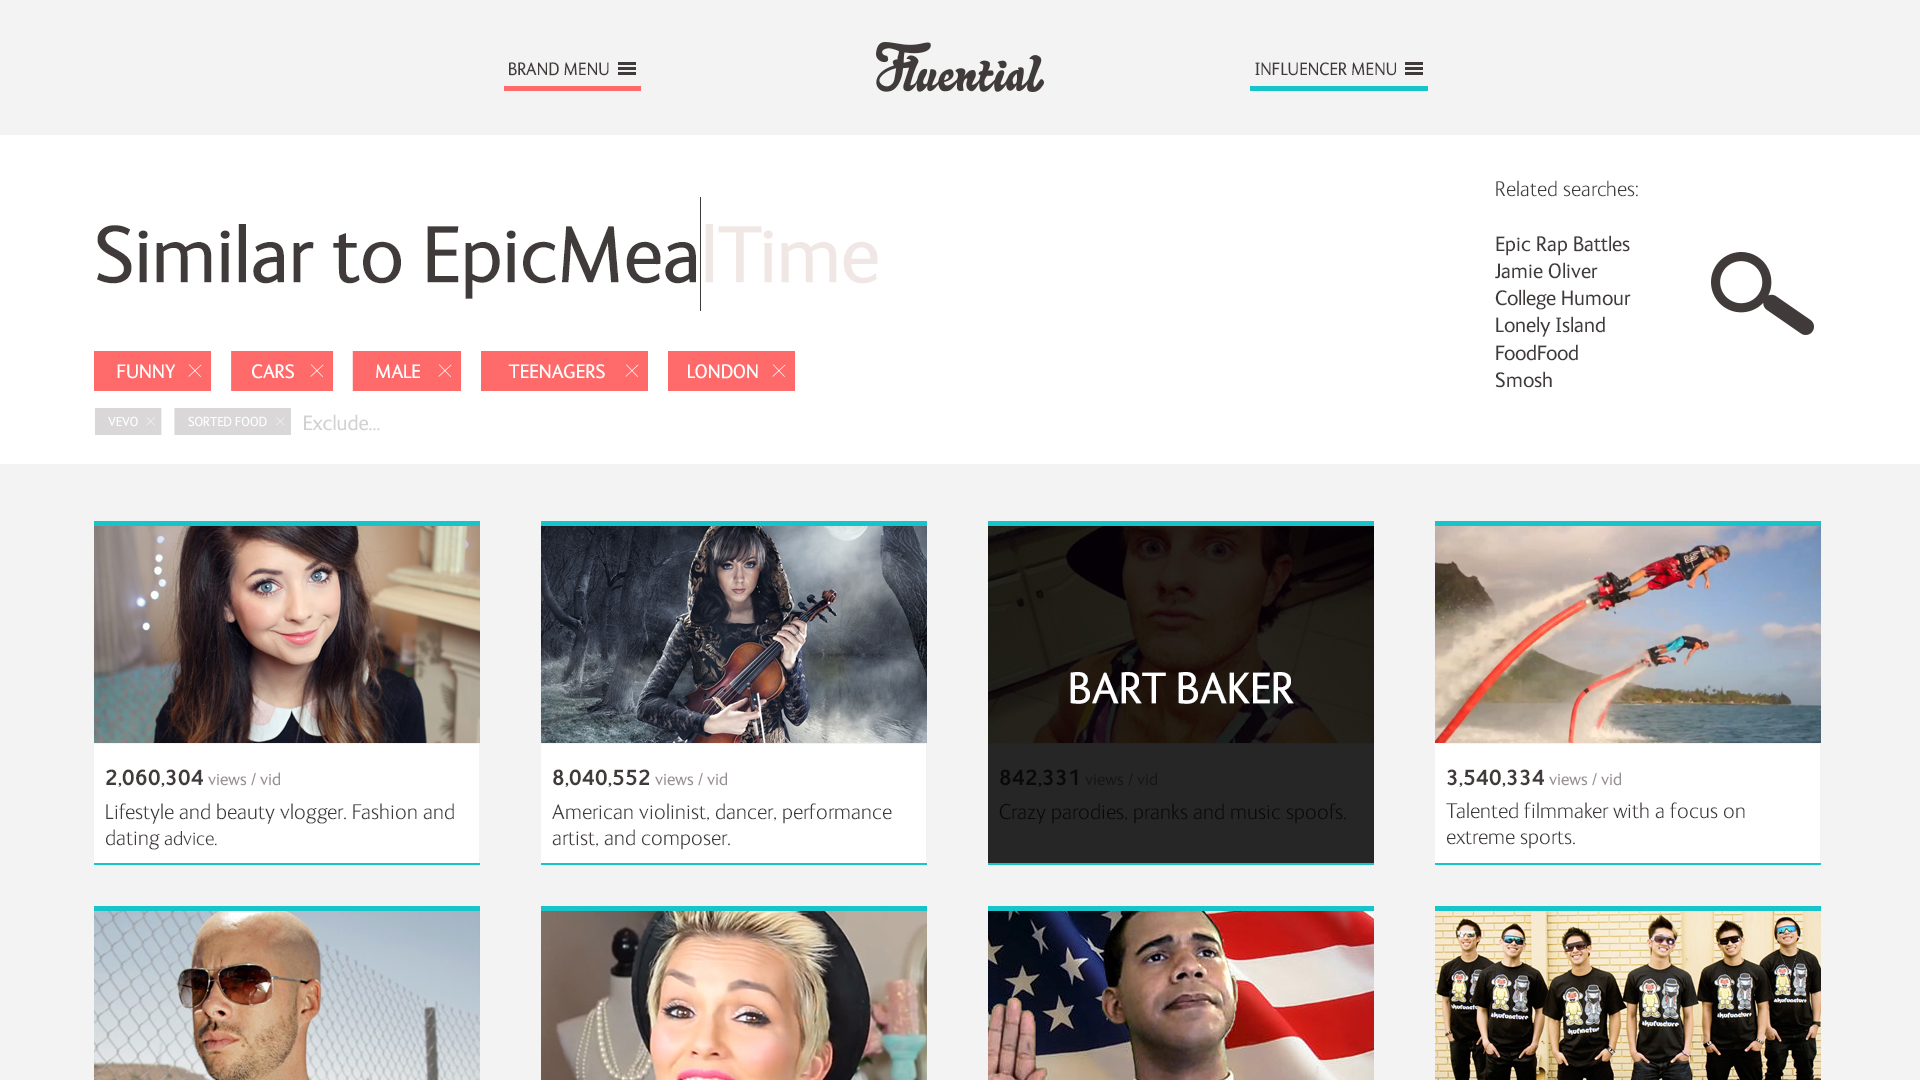 BRAND MENU
Fluential
INFLUENCER MENU
Similar to EpicMealTime
FUNNY
CARS
MALE
TEENAGERS
LONDON
VEVO
SORTED FOOD
Exclude...
Related searches:
Epic Rap Battles
Jamie Oliver
College Humour
Lonely Island
FoodFood
Smosh
2,060,304 views / vid
Lifestyle and beauty vlogger. Fashion and
dating advice.
8,040,552 views / vid
American violinist, dancer, performance
artist, and composer.
BART BAKER
842,331 views / vid
Crazy parodies, pranks and music spoofs.
3,540,334 views / vid
Talented filmmaker with a focus on
extreme sports.